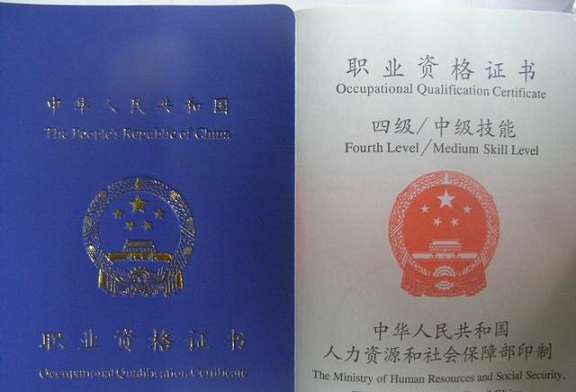 中华人民共和国
The People's Republic of China
职业资格证书
Occupational Qualification Certificate
职业资格证书
Occupational Qualification Certificate
四级/中级技能
Fourth Level/Medium Skill Level
中华人民共和国
人力资源和社会保障部印制
The Ministry of Human Resources and Social Security,